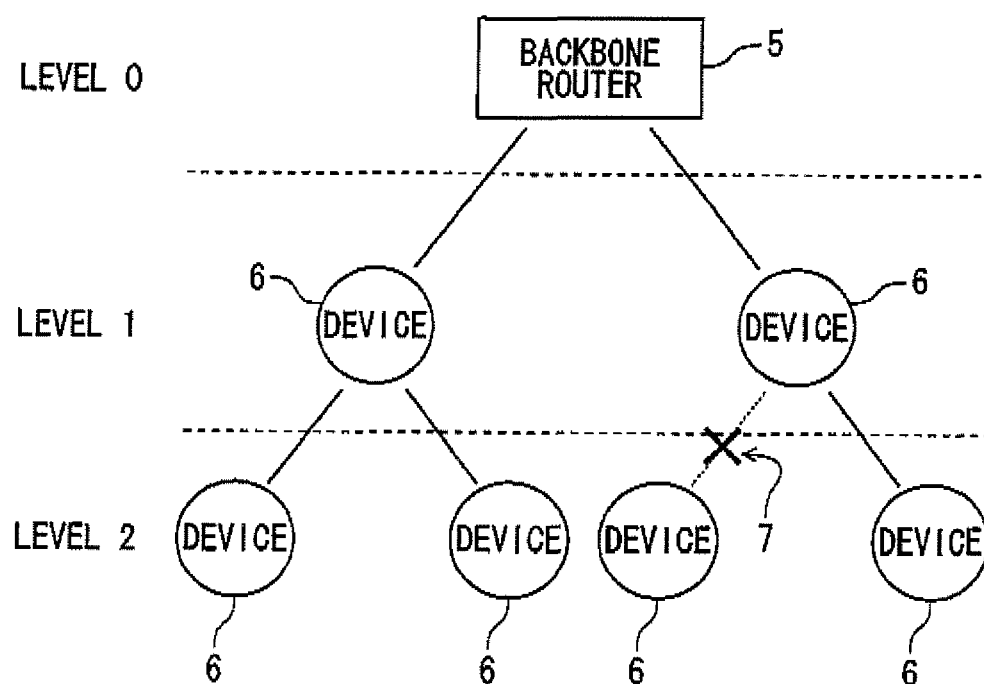 BACKBONE
ROUTER
5
LEVEL 0
6
6
LEVEL 1
DEVICE
DEVICE
7
LEVEL 2
DEVICE
DEVICE
DEVICE
DEVICE
6
6
6
6